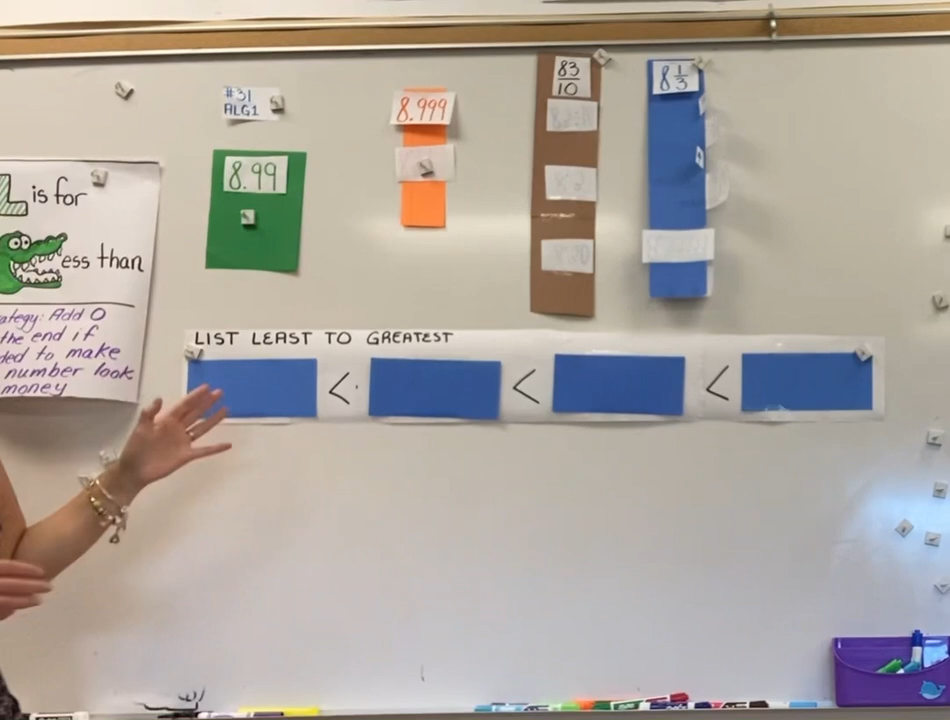 #31
ALG1
8.99
8.999
83
10
8 1/3
L is for
ess than
ategy: Add 0
the end if
ded to make
number look
money
LIST LEAST TO GREATEST
< < <